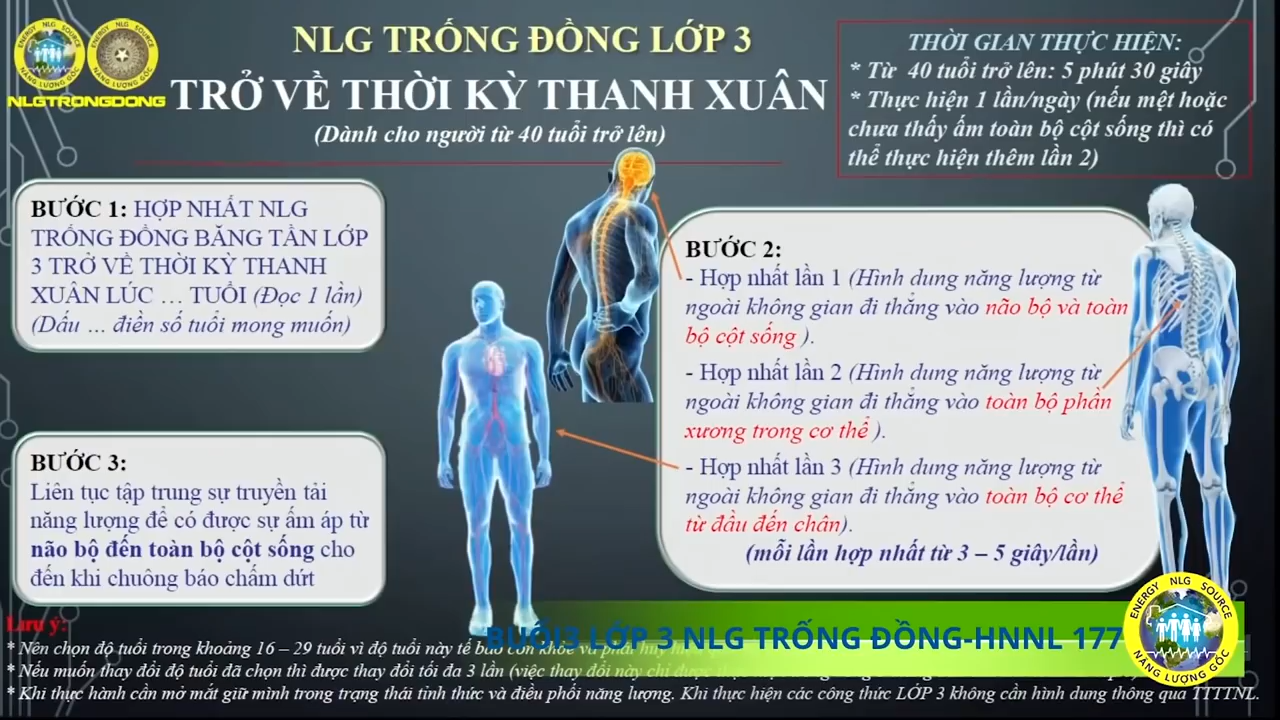 ENERGY NLG SOURCE
NĂNG LƯỢNG GỐC
ENERGY NLG SOURCE
NĂNG LƯỢNG GỐC
NLGTRONGDONG
NLG TRỐNG ĐỒNG LỚP 3
TRỞ VỀ THỜI KỲ THANH XUÂN
(Dành cho người từ 40 tuổi trở lên)
THỜI GIAN THỰC HIỆN:
* Từ 40 tuổi trở lên: 5 phút 30 giây
* Thực hiện 1 lần/ngày (nếu mệt hoặc
chưa thấy ấm toàn bộ cột sống thì có
thể thực hiện thêm lần 2)
BƯỚC 1: HỢP NHẤT NLG
TRỐNG ĐỒNG BĂNG TẦN LỚP
3 TRỞ VỀ THỜI KỲ THANH
XUÂN LÚC … TUỔI (Đọc 1 lần)
(Dấu … điền số tuổi mong muốn)
BƯỚC 2:
- Hợp nhất lần 1 (Hình dung năng lượng từ
ngoài không gian đi thẳng vào não bộ và toàn
bộ cột sống ).
- Hợp nhất lần 2 (Hình dung năng lượng từ
ngoài không gian đi thẳng vào toàn bộ phần
xương trong cơ thể ).
- Hợp nhất lần 3 (Hình dung năng lượng từ
ngoài không gian đi thẳng vào toàn bộ cơ thể
từ đầu đến chân).
(mỗi lần hợp nhất từ 3 – 5 giây/lần)
BƯỚC 3:
Liên tục tập trung sự truyền tải
năng lượng để có được sự ấm áp từ
não bộ đến toàn bộ cột sống cho
đến khi chuông báo chấm dứt
Lưu ý:
* Nên chọn độ tuổi trong khoảng 16 – 29 tuổi vì độ tuổi này tế bào còn khỏe và phát huy
* Nếu muốn thay đổi độ tuổi đã chọn thì được thay đổi tối đa 3 lần (việc thay đổi này chỉ được
* Khi thực hành cần mở mắt giữ mình trong trạng thái tỉnh thức và điều phối năng lượng. Khi thực hiện các công thức LỚP 3 không cần hình dung thông qua TTTTNL.
BUỔI3 LỚP 3 NLG TRỐNG ĐỒNG-HNNL 177
ENERGY NLG SOURCE
NĂNG LƯỢNG GỐC